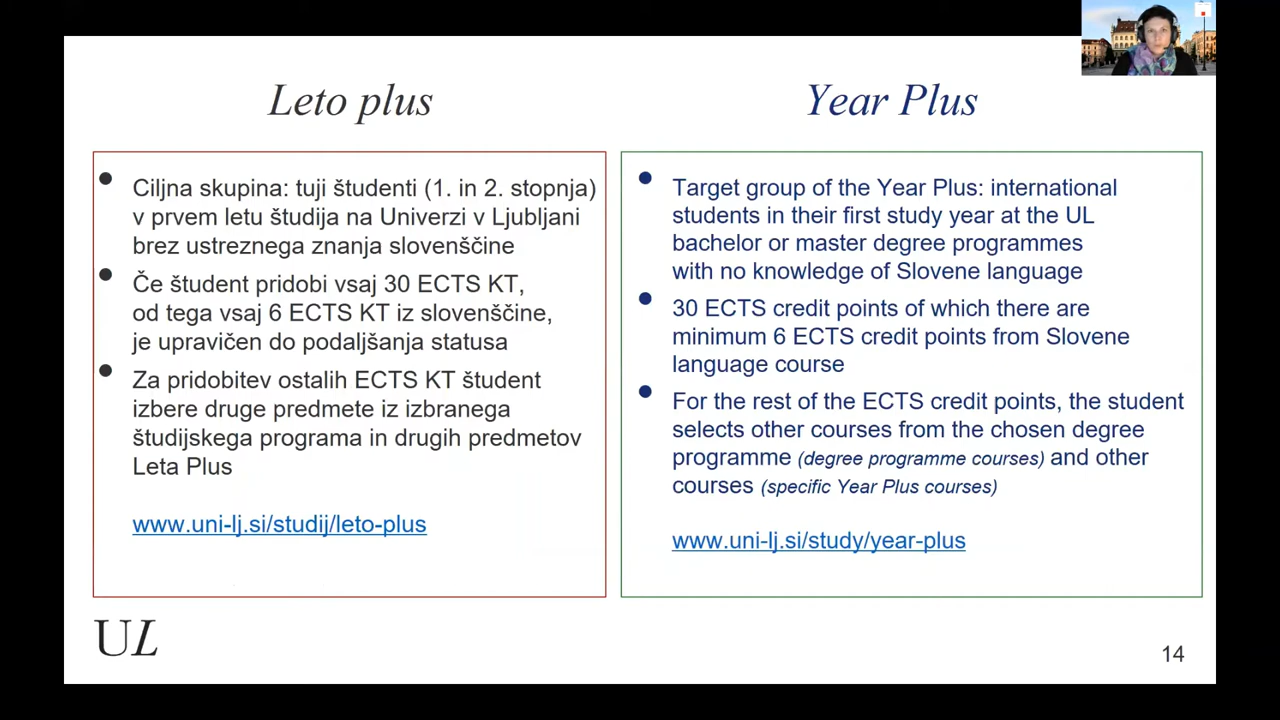 Leto plus
Ciljna skupina: tuji študenti (1. in 2. stopnja)
v prvem letu študija na Univerzi v Ljubljani
brez ustreznega znanja slovenščine
Če študent pridobi vsaj 30 ECTS KT,
od tega vsaj 6 ECTS KT iz slovenščine,
je upravičen do podaljšanja statusa
Za pridobitev ostalih ECTS KT študent
izbere druge predmete iz izbranega
študijskega programa in drugih predmetov
Leta Plus
www.uni-lj.si/studij/leto-plus
Year Plus
Target group of the Year Plus: international
students in their first study year at the UL
bachelor or master degree programmes
with no knowledge of Slovene language
30 ECTS credit points of which there are
minimum 6 ECTS credit points from Slovene
language course
For the rest of the ECTS credit points, the student
selects other courses from the chosen degree
programme (degree programme courses) and other
courses (specific Year Plus courses)
www.uni-lj.si/study/year-plus
UL
14